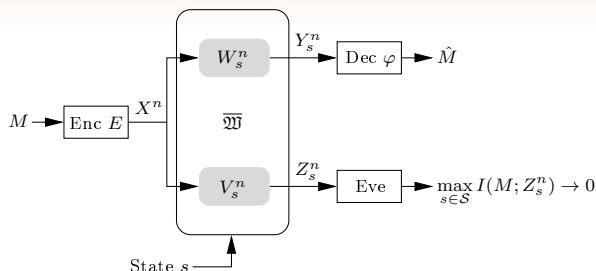 M
Enc E
X^n
W_s^n
Y_s^n
Dec φ
M̂
𝔚̅
V_s^n
Z_s^n
Eve
max_{s∈𝒮} I(M; Z_s^n) → 0
State s